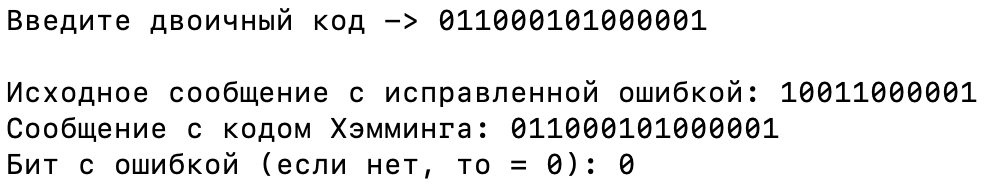 Введите двоичный код -> 011000101000001
Исходное сообщение с исправленной ошибкой: 10011000001
Сообщение с кодом Хэмминга: 011000101000001
Бит с ошибкой (если нет, то = 0): 0